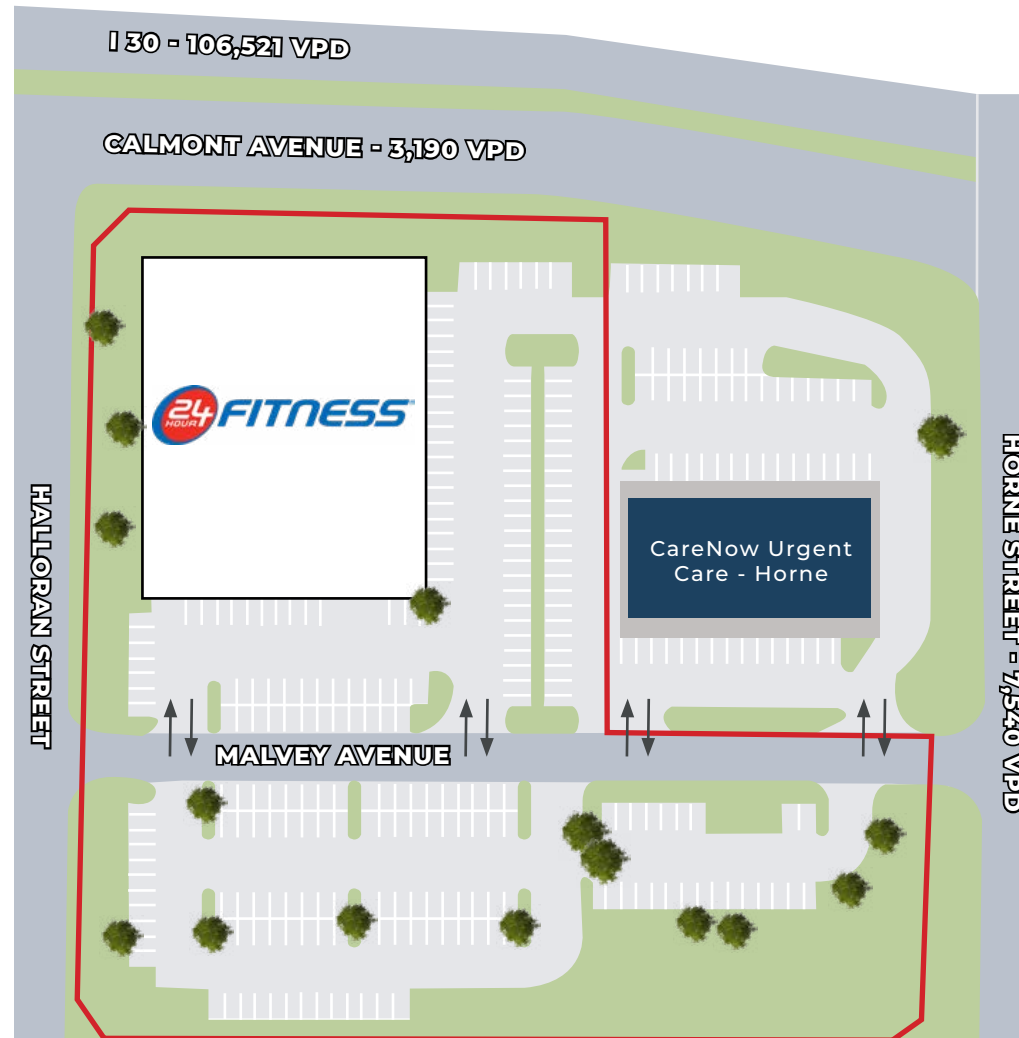 I 30 - 106,521 VPD
CALMONT AVENUE - 3,190 VPD
24
HOUR
FITNESS
CareNow Urgent
Care - Horne
HALLORAN STREET
HORNE STREET - 7,540 VPD
MALVEY AVENUE